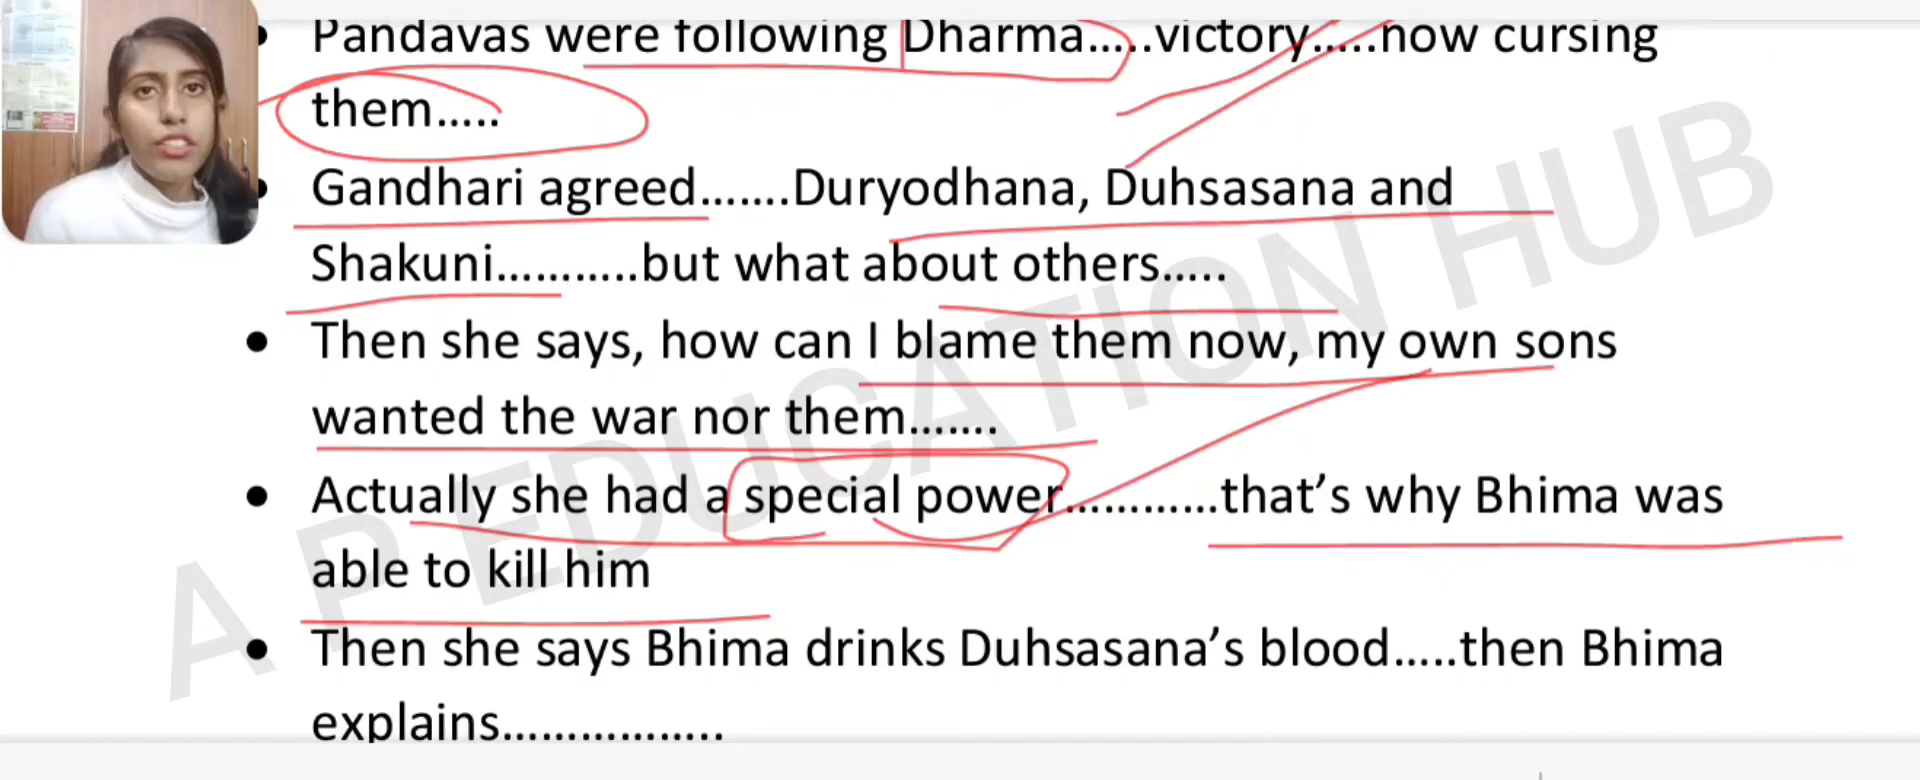 Pandavas were following Dharma.....victory.....now cursing
them.....
Gandhari agreed.......Duryodhana, Duhsasana and
Shakuni...........but what about others.....
• Then she says, how can I blame them now, my own sons
wanted the war nor them.......
• Actually she had a special power............that’s why Bhima was
able to kill him
• Then she says Bhima drinks Duhsasana’s blood.....then Bhima
explains.................
A P EDUCATION HUB